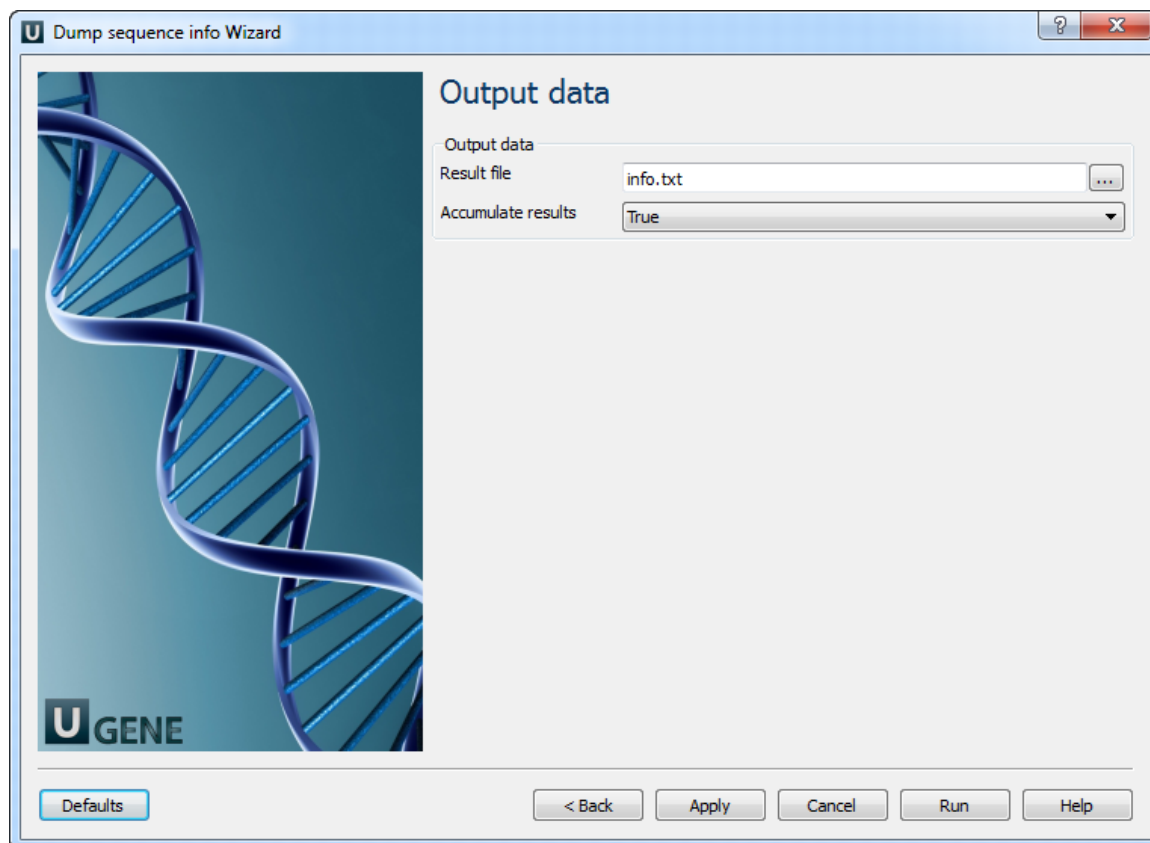 U Dump sequence info Wizard
? X
Output data
Output data
Result file info.txt ...
Accumulate results True
U GENE
Defaults < Back Apply Cancel Run Help